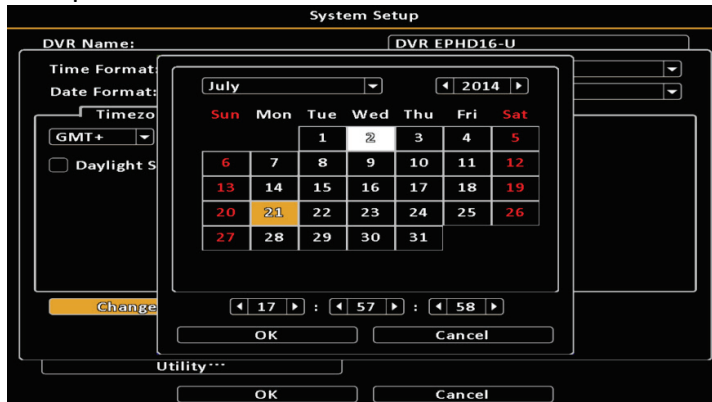 System Setup
DVR Name: DVR EPHD16-U
Time Format:
Date Format:
Timezo
GMT+
Daylight S
July 2014
Sun Mon Tue Wed Thu Fri Sat
1 2 3 4 5
6 7 8 9 10 11 12
13 14 15 16 17 18 19
20 21 22 23 24 25 26
27 28 29 30 31
Change
17 : 57 : 58
OK Cancel
Utility···
OK Cancel